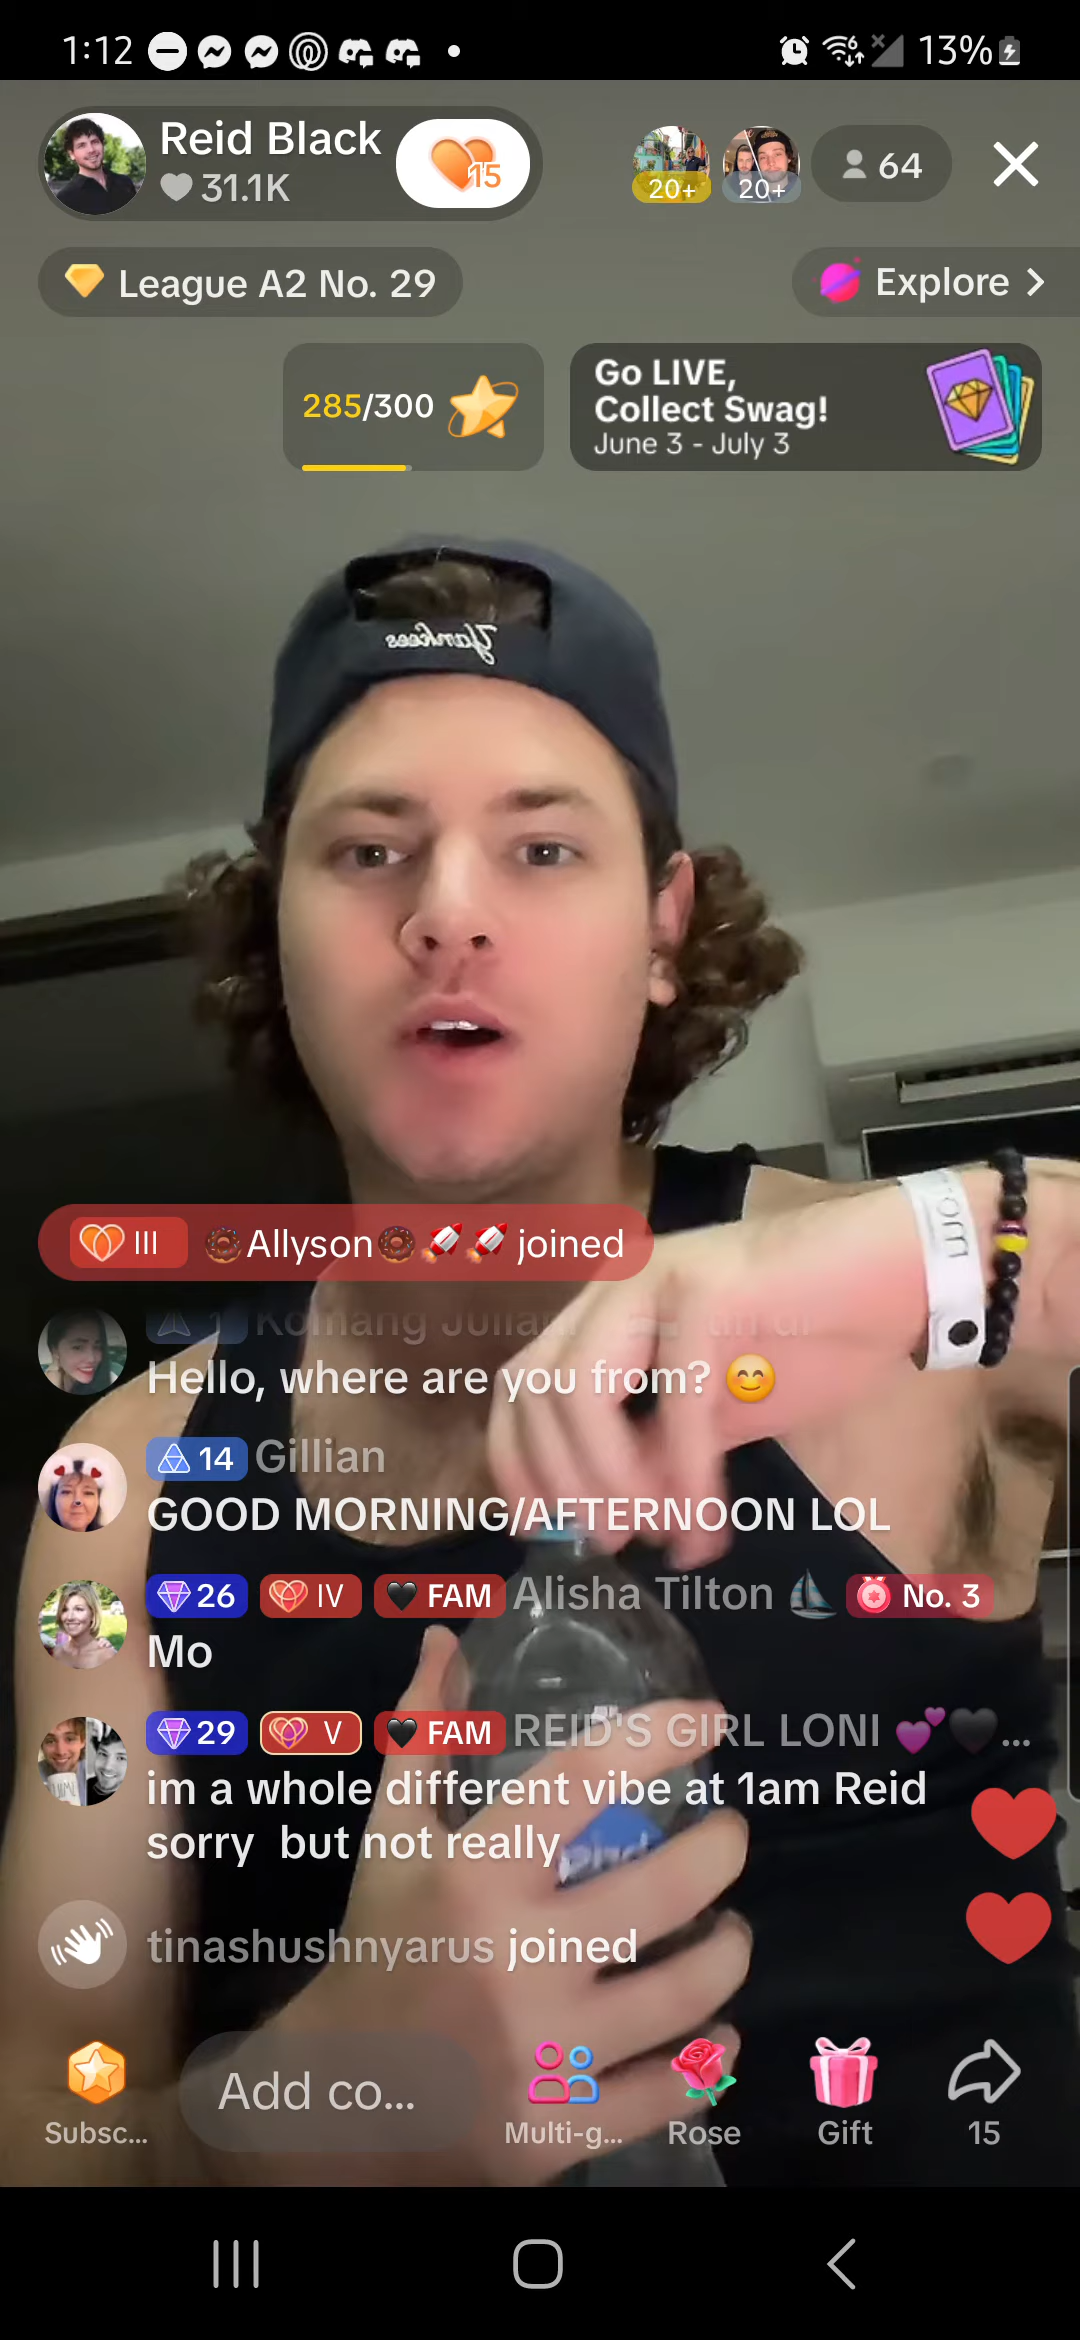 1:12
13%
Reid Black
31.1K
15
20+
20+
64
League A2 No. 29
Explore
285/300
Go LIVE,
Collect Swag!
June 3 - July 3
Yankees
III 🍩Allyson🍩🚀🚀 joined
Komang
Hello, where are you from? 😊
14 Gillian
GOOD MORNING/AFTERNOON LOL
26 IV 🖤 FAM Alisha Tilton ⛵ No. 3
Mo
29 V 🖤 FAM REID'S GIRL LONI 💕🖤...
im a whole different vibe at 1am Reid
sorry  but not really
tinashushnyarus joined
Add co...
Subsc...
Multi-g...
Rose
Gift
15